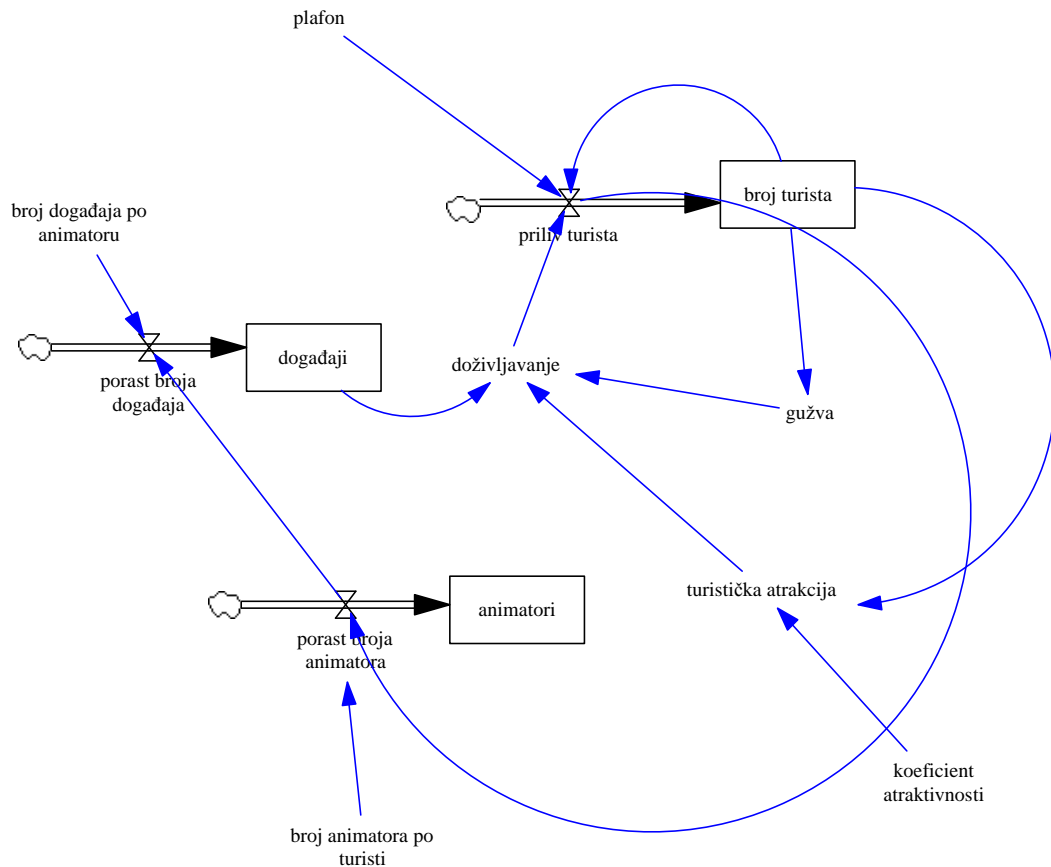 plafon
broj turista
broj događaja po
animatoru
priliv turista
događaji
doživljavanje
porast broja
događaja
gužva
turistička atrakcija
animatori
porast broja
animatora
koeficient
atraktivnosti
broj animatora po
turisti